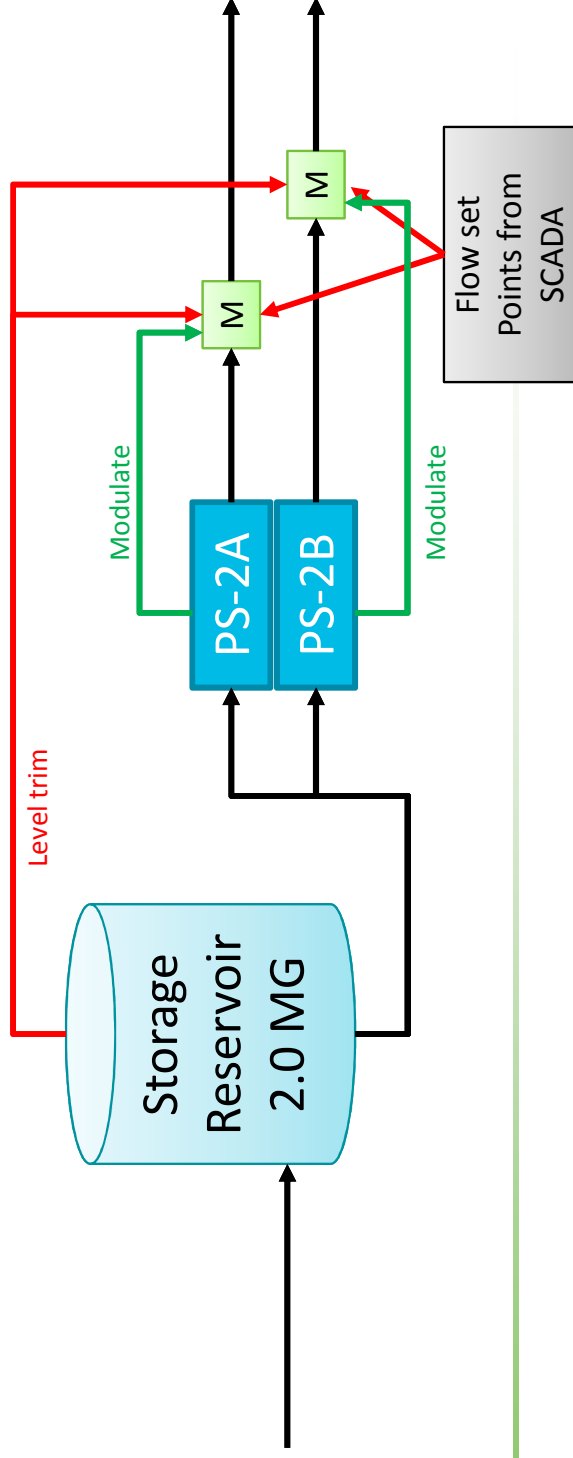 Level trim
Storage
Reservoir
2.0 MG
Modulate
PS-2A
PS-2B
Modulate
M
M
Flow set
Points from
SCADA